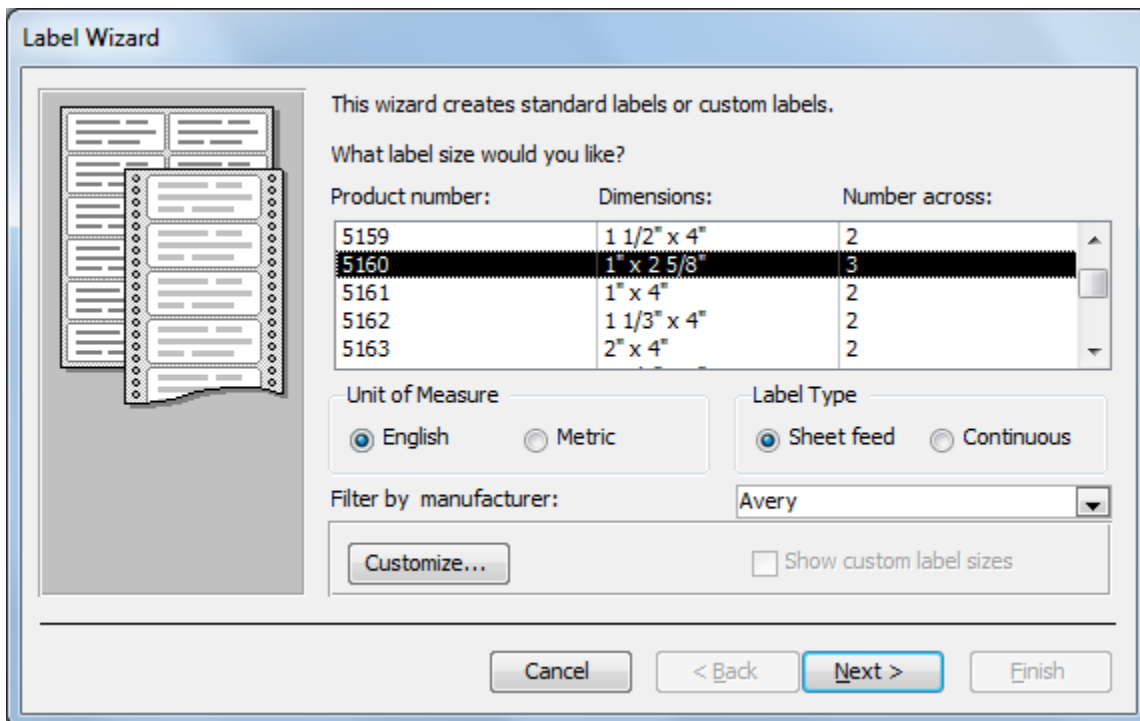 Label Wizard
This wizard creates standard labels or custom labels.
What label size would you like?
Product number: Dimensions: Number across:
5159 1 1/2" x 4" 2
5160 1" x 2 5/8" 3
5161 1" x 4" 2
5162 1 1/3" x 4" 2
5163 2" x 4" 2
Unit of Measure Label Type
English Metric Sheet feed Continuous
Filter by manufacturer: Avery
Customize... Show custom label sizes
Cancel < Back Next > Finish